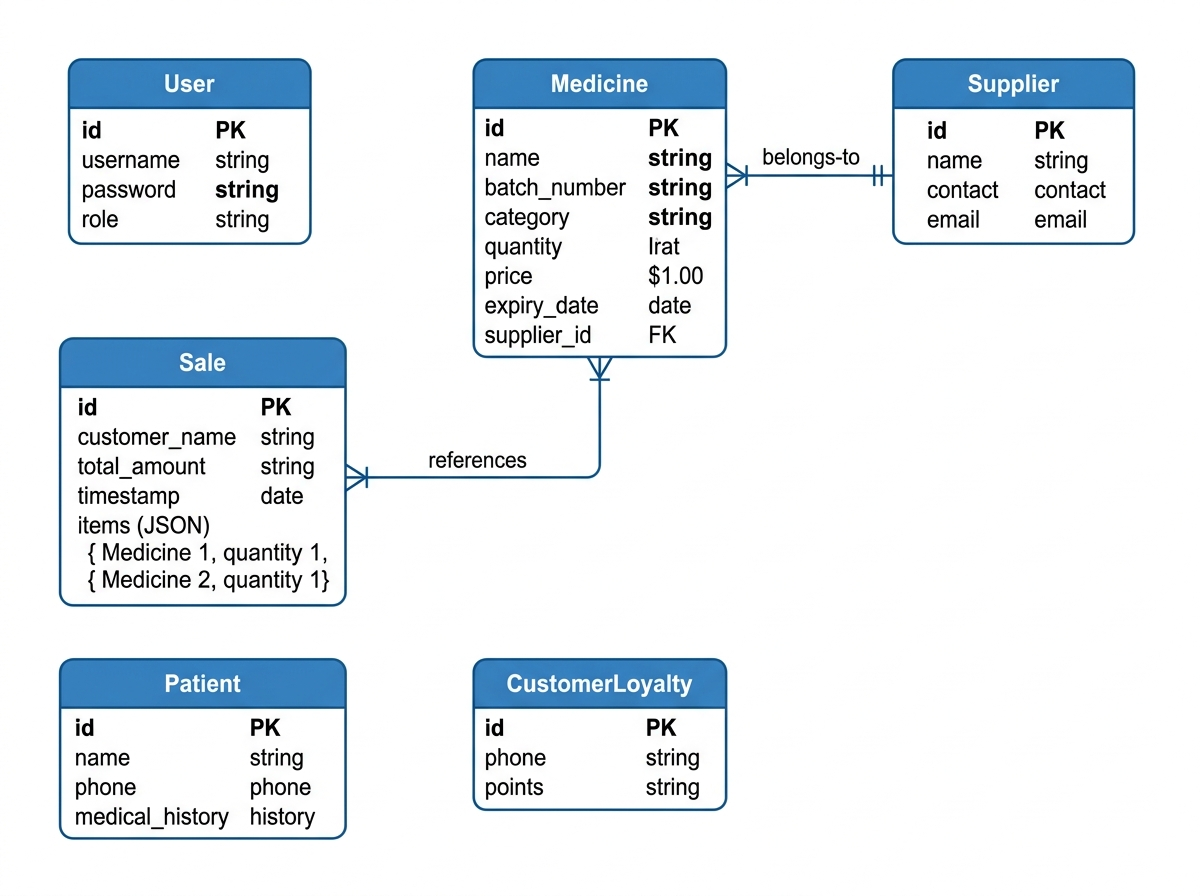 User
id PK
username string
password string
role string
Medicine
id PK
name string
batch_number string
category string
quantity lrat
price $1.00
expiry_date date
supplier_id FK
belongs-to
Supplier
id PK
name string
contact contact
email email
Sale
id PK
customer_name string
total_amount string
timestamp date
items (JSON)
{ Medicine 1, quantity 1,
{ Medicine 2, quantity 1}
references
Patient
id PK
name string
phone phone
medical_history history
CustomerLoyalty
id PK
phone string
points string